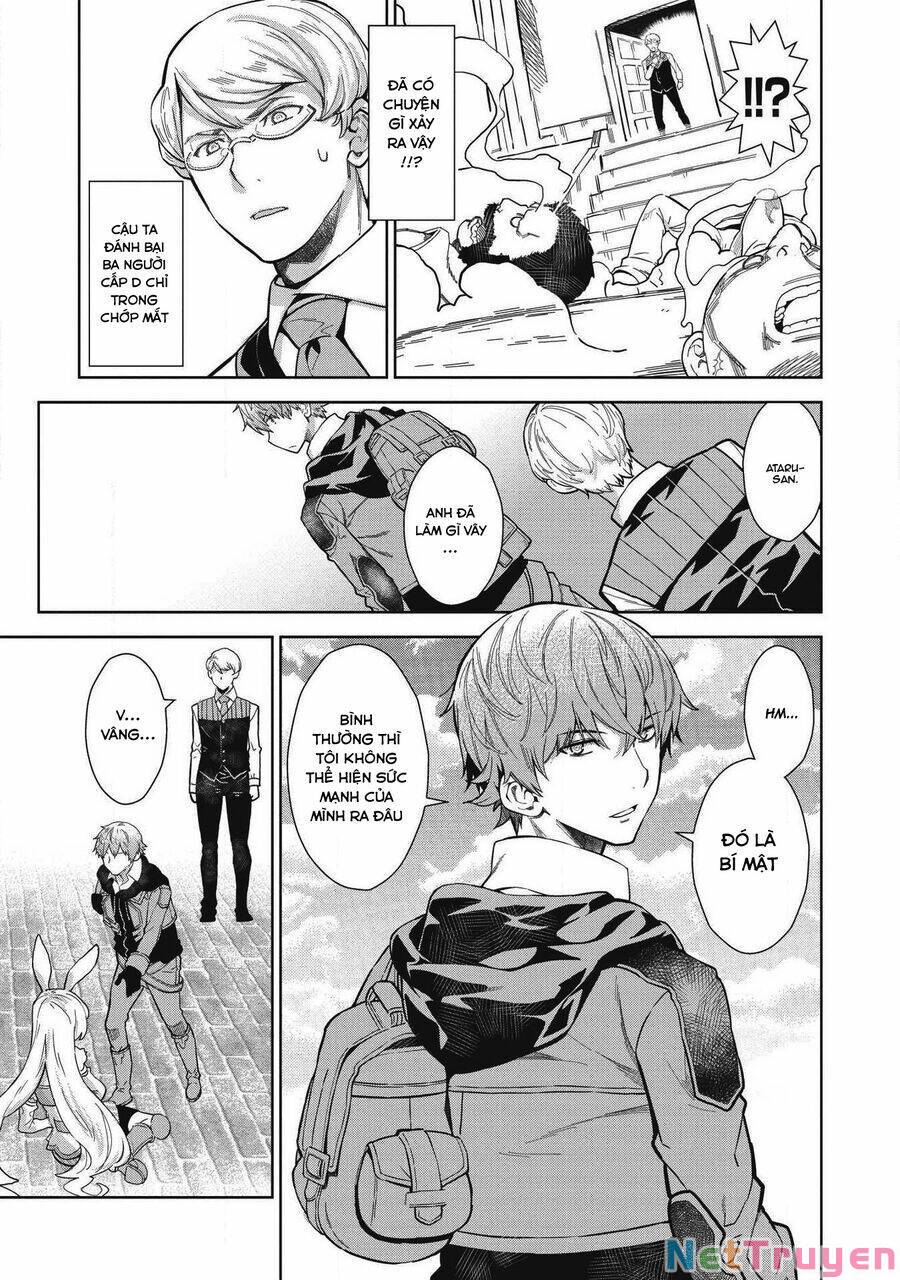 !!?
ĐÃ CÓ
CHUYỆN
GÌ XẢY
RA VẬY
!!?
CẬU TA
ĐÁNH BẠI
BA NGƯỜI
CẤP D CHỈ
TRONG
CHỚP MẮT
ATARU-
SAN.
ANH ĐÃ
LÀM GÌ VÂY
...
HM...
ĐÓ LÀ
BÍ MẬT
BÌNH
THƯỜNG THÌ
TÔI KHÔNG
THỂ HIỆN SỨC
MẠNH CỦA
MÌNH RA ĐÂU
V...
VÂNG...
NetTruyen